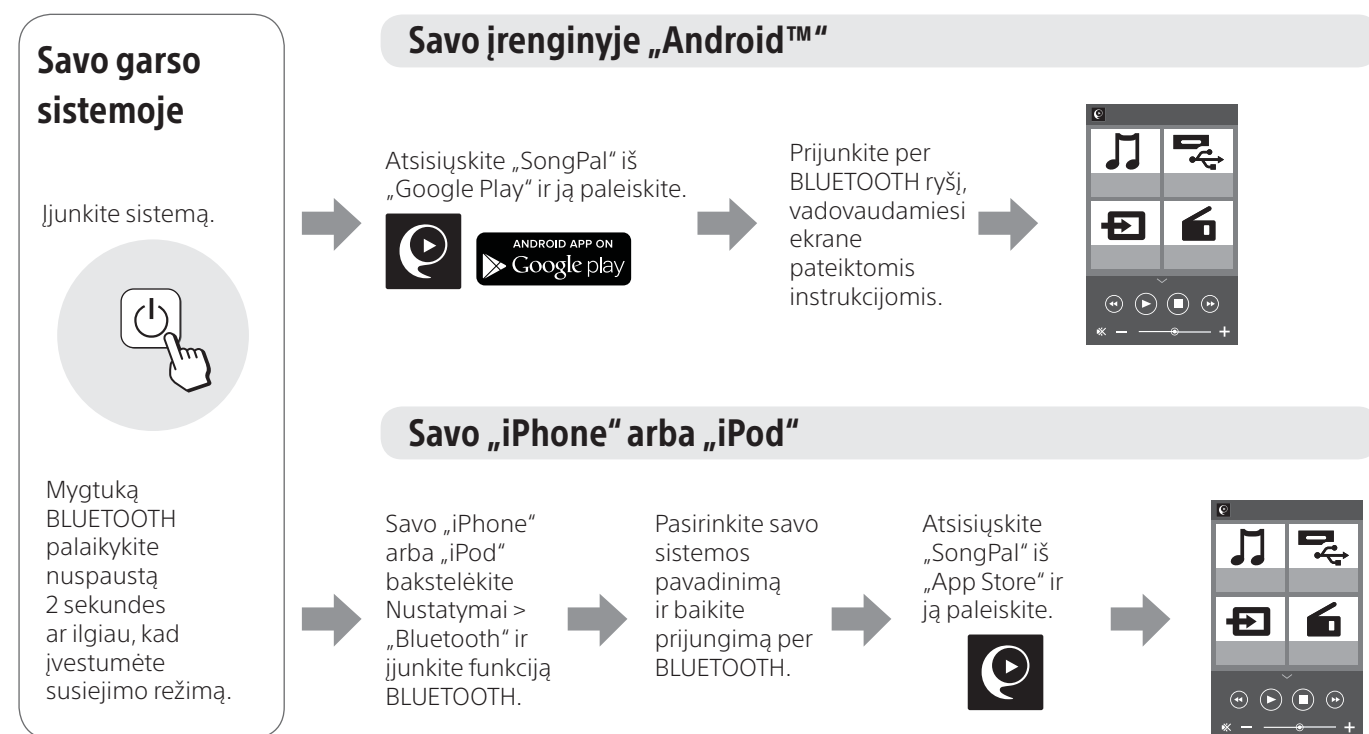 Savo garso
sistemoje
Įjunkite sistemą.
Mygtuką
BLUETOOTH
palaikykite
nuspaustą
2 sekundes
ar ilgiau, kad
įvestumėte
susiejimo režimą.
Savo įrenginyje „Android™“
Atsisiųskite „SongPal“ iš
„Google Play“ ir ją paleiskite.
ANDROID APP ON
Google play
Prijunkite per
BLUETOOTH ryšį,
vadovaudamiesi
ekrane
pateiktomis
instrukcijomis.
Savo „iPhone“ arba „iPod“
Savo „iPhone“
arba „iPod“
bakstelėkite
Nustatymai >
„Bluetooth“ ir
įjunkite funkciją
BLUETOOTH.
Pasirinkite savo
sistemos
pavadinimą
ir baikite
prijungimą per
BLUETOOTH.
Atsisiųskite
„SongPal“ iš
„App Store“ ir
ją paleiskite.